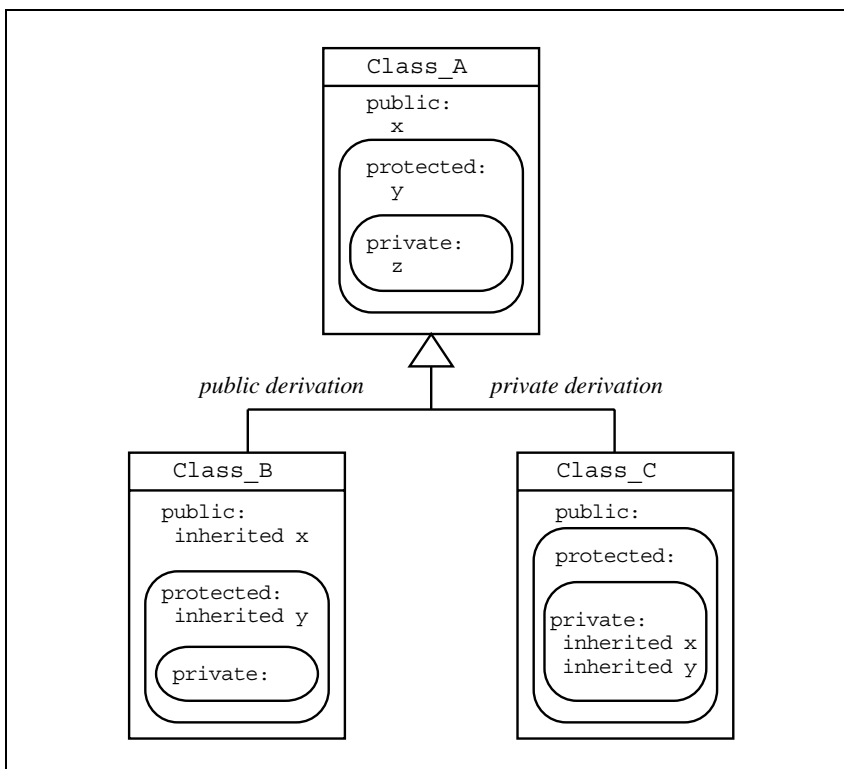 Class_A
public:
x
protected:
y
private:
z
public derivation
private derivation
Class_B
public:
inherited x
protected:
inherited y
private:
Class_C
public:
protected:
private:
inherited x
inherited y